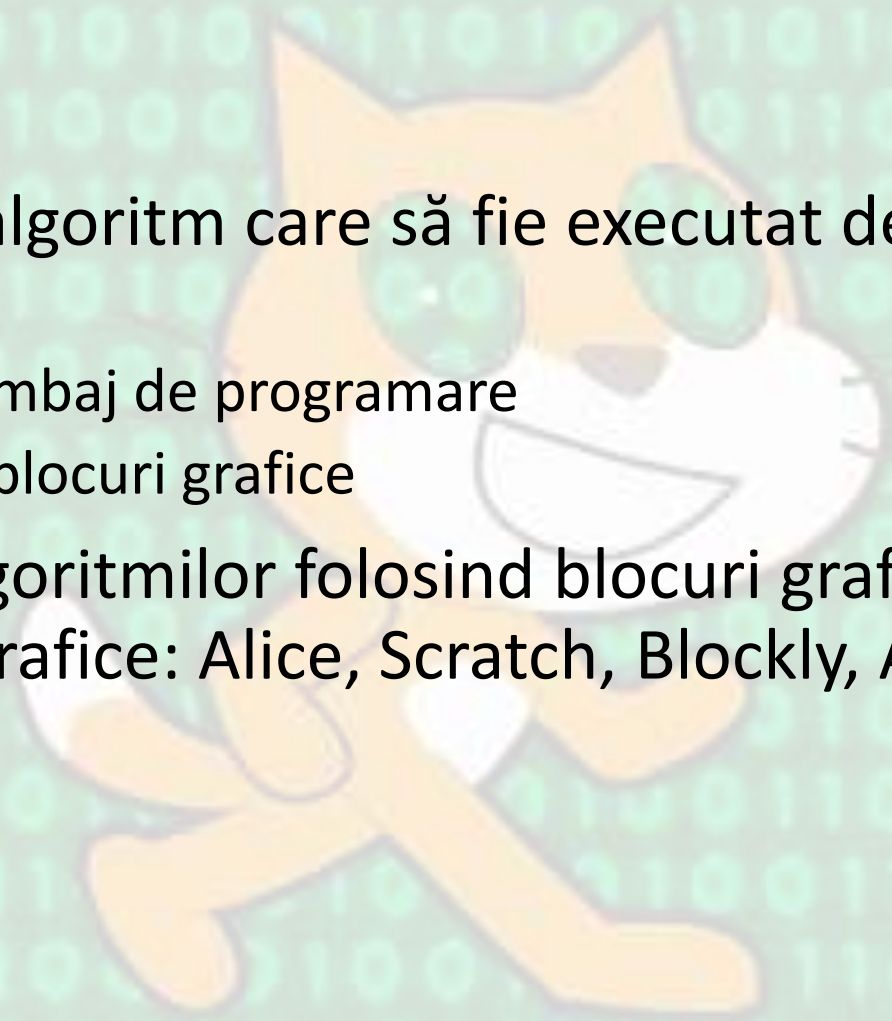 algoritm care să fie executat de
mbaj de programare
blocuri grafice
goritmilor folosind blocuri graf
rafice: Alice, Scratch, Blockly, A